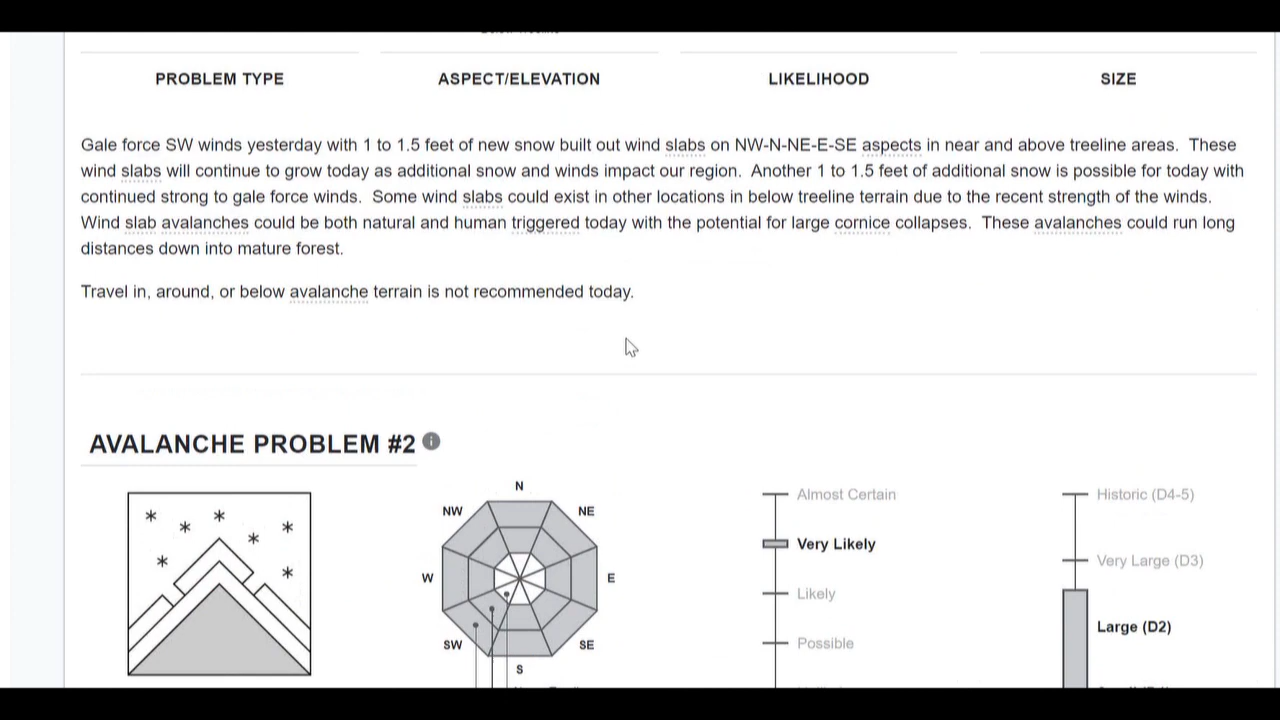 PROBLEM TYPE ASPECT/ELEVATION LIKELIHOOD SIZE
Gale force SW winds yesterday with 1 to 1.5 feet of new snow built out wind slabs on NW-N-NE-E-SE aspects in near and above treeline areas. These
wind slabs will continue to grow today as additional snow and winds impact our region. Another 1 to 1.5 feet of additional snow is possible for today with
continued strong to gale force winds. Some wind slabs could exist in other locations in below treeline terrain due to the recent strength of the winds.
Wind slab avalanches could be both natural and human triggered today with the potential for large cornice collapses. These avalanches could run long
distances down into mature forest.
Travel in, around, or below avalanche terrain is not recommended today.
AVALANCHE PROBLEM #2 i
N
NW NE
W E
SW SE
S
Almost Certain
Very Likely
Likely
Possible
Historic (D4-5)
Very Large (D3)
Large (D2)